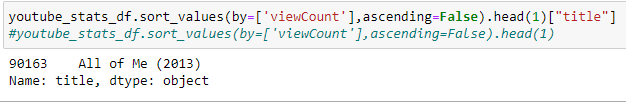 youtube_stats_df.sort_values(by=['viewCount'],ascending=False).head(1)["title"]
#youtube_stats_df.sort_values(by=['viewCount'],ascending=False).head(1)
90163    All of Me (2013)
Name: title, dtype: object